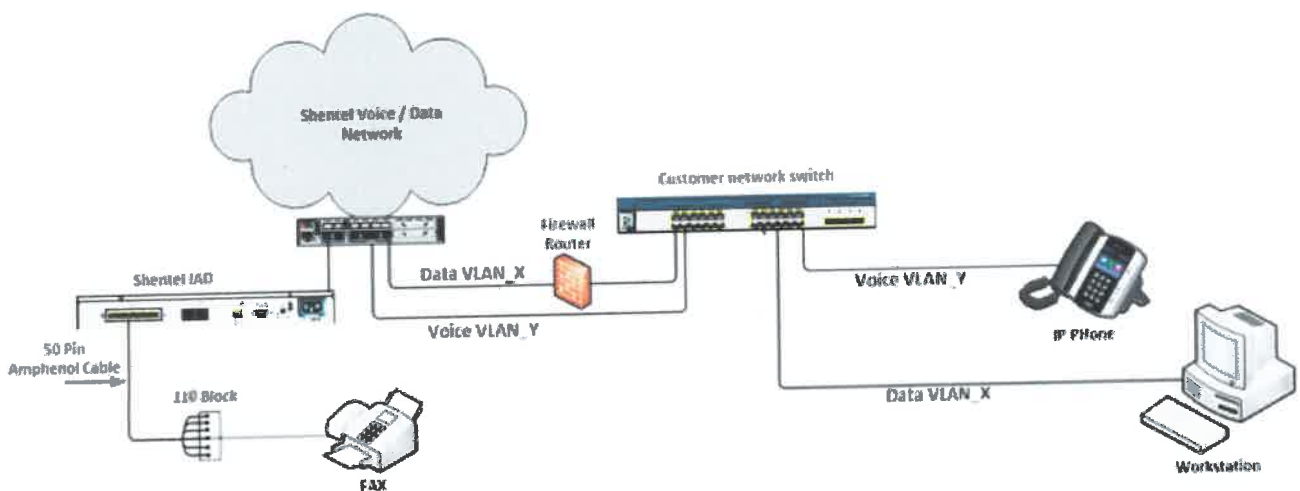 Shentel Voice / Data
Network
Customer network switch
Firewall
Router
Shentel IAD
Data VLAN_X
Voice VLAN_Y
Voice VLAN_Y
IP PHone
50 Pin
Amphenol Cable
110 Block
Data VLAN_X
FAX
Workstation